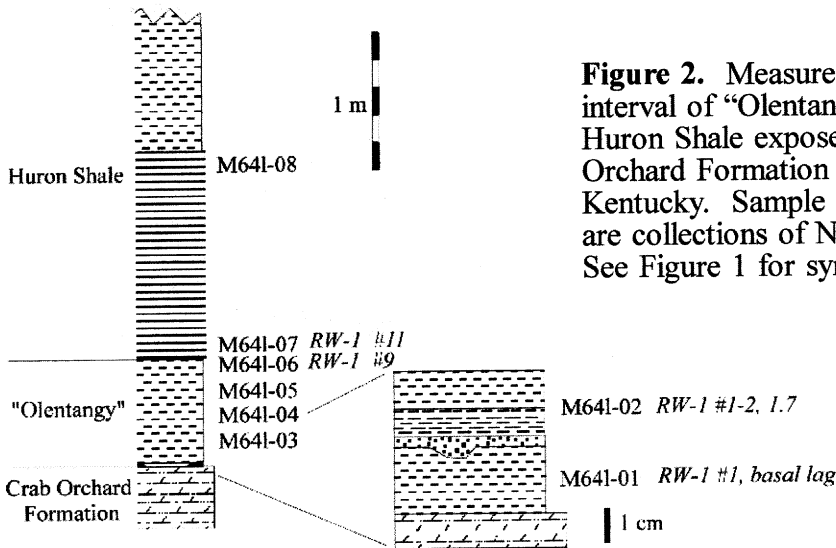 Figure 2. Measure
interval of “Olentan
Huron Shale expose
Orchard Formation
Kentucky. Sample
are collections of N
See Figure 1 for syn
1 m
Huron Shale
M64l-08
M64l-07 RW-1 #11
M64l-06 RW-1 #9
M64l-05
"Olentangy"
M64l-04
M64l-03
Crab Orchard
Formation
M64l-02 RW-1 #1-2, 1.7
M64l-01 RW-1 #1, basal lag
1 cm